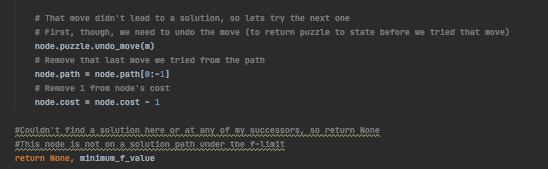 # That move didn't lead to a solution, so lets try the next one
# First, though, we need to undo the move (to return puzzle to state before we tried that move)
node.puzzle.undo_move(m)
# Remove that last move we tried from the path
node.path = node.path[0:-1]
# Remove 1 from node's cost
node.cost = node.cost - 1
#Couldn't find a solution here or at any of my successors, so return None
#This node is not on a solution path under the f-limit
return None, minimum_f_value